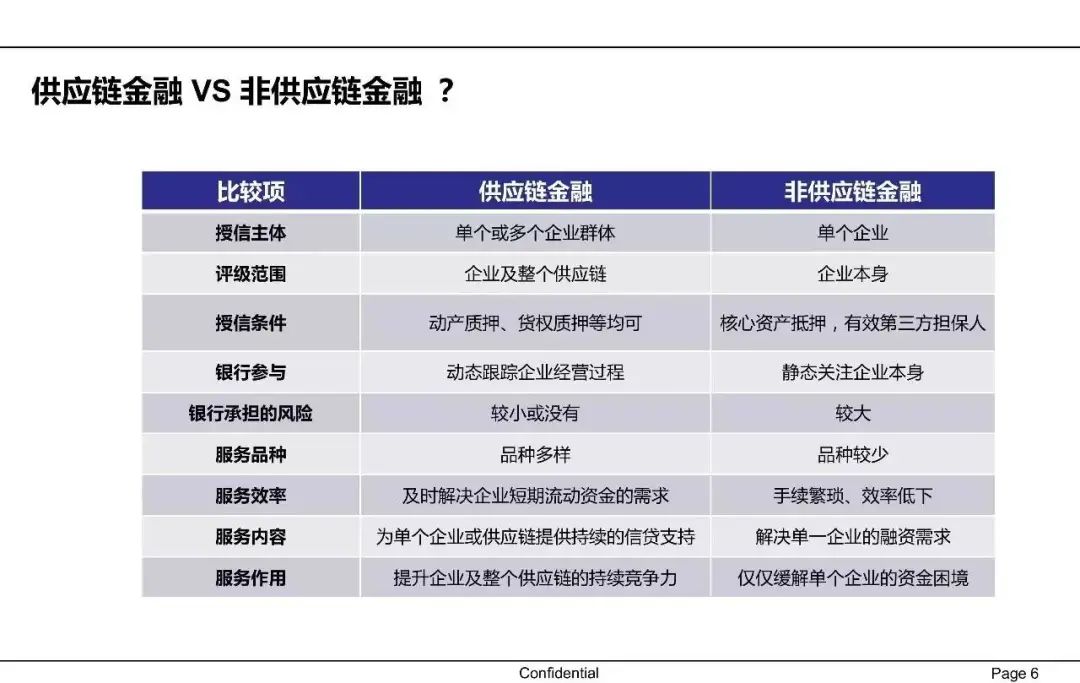 供应链金融 VS 非供应链金融 ？
比较项 供应链金融 非供应链金融
授信主体 单个或多个企业群体 单个企业
评级范围 企业及整个供应链 企业本身
授信条件 动产质押、货权质押等均可 核心资产抵押，有效第三方担保人
银行参与 动态跟踪企业经营过程 静态关注企业本身
银行承担的风险 较小或没有 较大
服务品种 品种多样 品种较少
服务效率 及时解决企业短期流动资金的需求 手续繁琐、效率低下
服务内容 为单个企业或供应链提供持续的信贷支持 解决单一企业的融资需求
服务作用 提升企业及整个供应链的持续竞争力 仅仅缓解单个企业的资金困境
Confidential Page 6